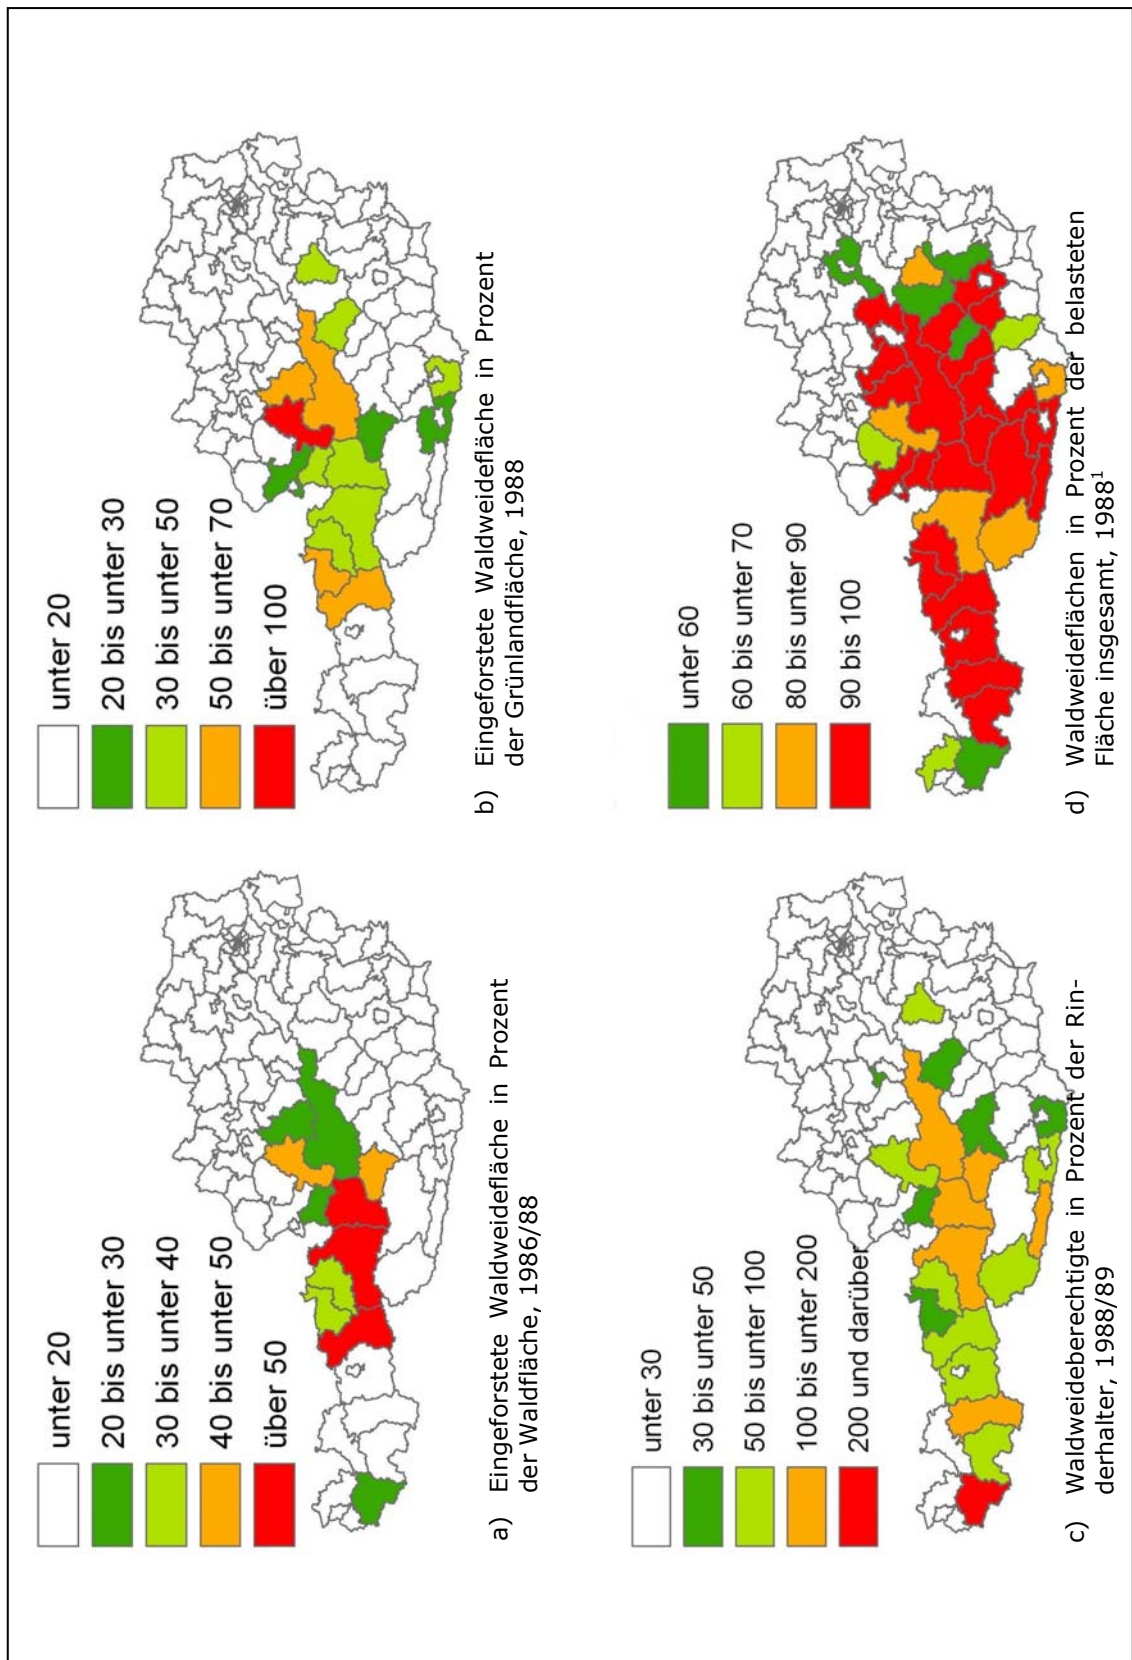 unter 20
20 bis unter 30
30 bis unter 40
40 bis unter 50
über 50
a) Eingeforstete Waldweidefläche in Prozent
der Waldfläche, 1986/88
unter 20
20 bis unter 30
30 bis unter 50
50 bis unter 70
über 100
b) Eingeforstete Waldweidefläche in Prozent
der Grünlandfläche, 1988
unter 30
30 bis unter 50
50 bis unter 100
100 bis unter 200
200 und darüber
c) Waldweideberechtigte in Prozent der Rin-
derhalter, 1988/89
unter 60
60 bis unter 70
80 bis unter 90
90 bis 100
d) Waldweideflächen in Prozent der belasteten
Fläche insgesamt, 1988¹